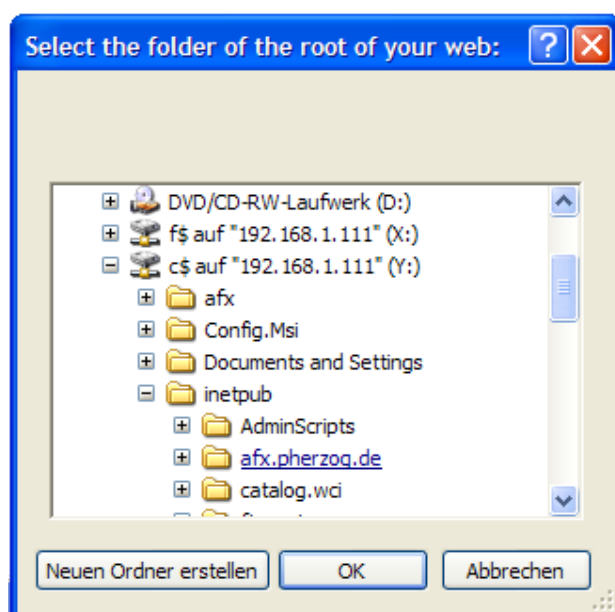 Select the folder of the root of your web:
DVD/CD-RW-Laufwerk (D:)
f$ auf "192.168.1.111" (X:)
c$ auf "192.168.1.111" (Y:)
afx
Config.Msi
Documents and Settings
inetpub
AdminScripts
afx.pherzog.de
catalog.wci
Neuen Ordner erstellen OK Abbrechen